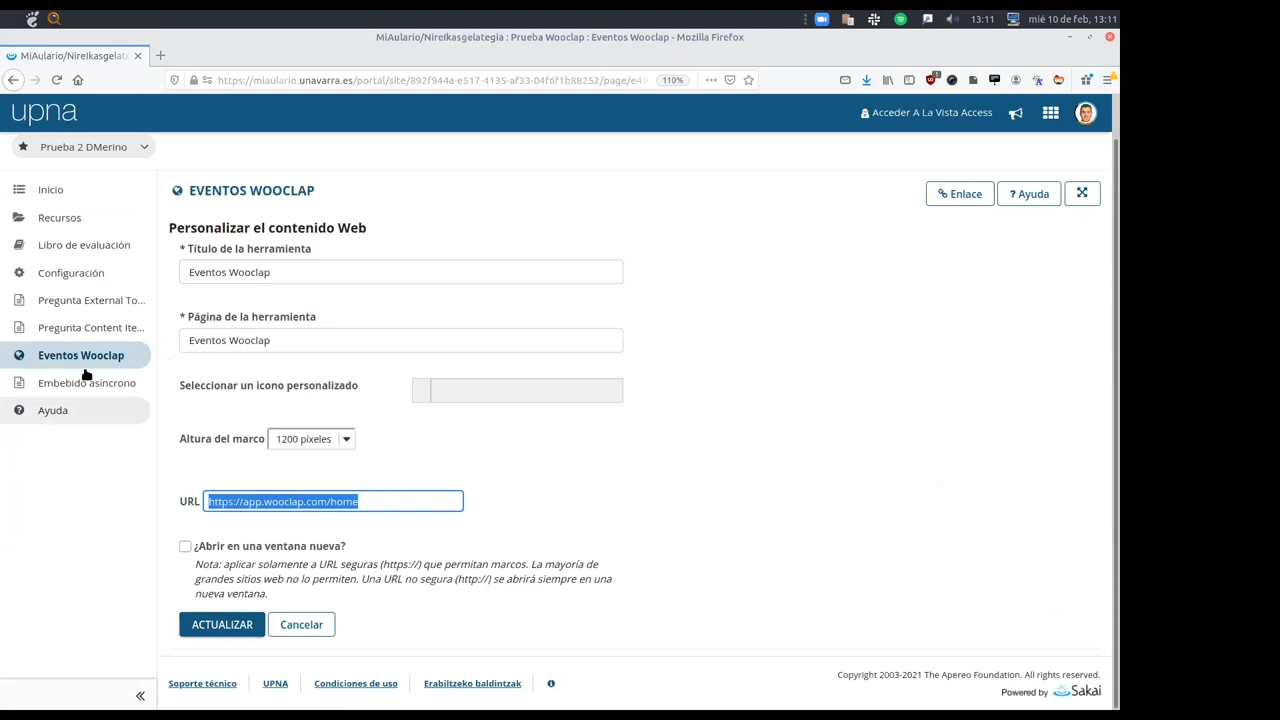 13:11
mié 10 de feb, 13:11
MiAulario/NireIkasgelategia : Prueba Wooclap : Eventos Wooclap - Mozilla Firefox
MiAulario/NireIkasgelate
https://miaulario.unavarra.es/portal/site/892f944a-e517-4135-af33-04f6f1b88252/page/e49
110%
upna
Acceder A La Vista Access
Prueba 2 DMerino
Inicio
Recursos
Libro de evaluación
Configuración
Pregunta External To...
Pregunta Content Ite...
Eventos Wooclap
Embebido asíncrono
Ayuda
EVENTOS WOOCLAP
Enlace
? Ayuda
Personalizar el contenido Web
* Título de la herramienta
Eventos Wooclap
* Página de la herramienta
Eventos Wooclap
Seleccionar un icono personalizado
Altura del marco 1200 píxeles
URL https://app.wooclap.com/home
¿Abrir en una ventana nueva?
Nota: aplicar solamente a URL seguras (https://) que permitan marcos. La mayoría de
grandes sitios web no lo permiten. Una URL no segura (http://) se abrirá siempre en una
nueva ventana.
ACTUALIZAR
Cancelar
Soporte técnico
UPNA
Condiciones de uso
Erabiltzeko baldintzak
Copyright 2003-2021 The Apereo Foundation. All rights reserved.
Powered by Sakai